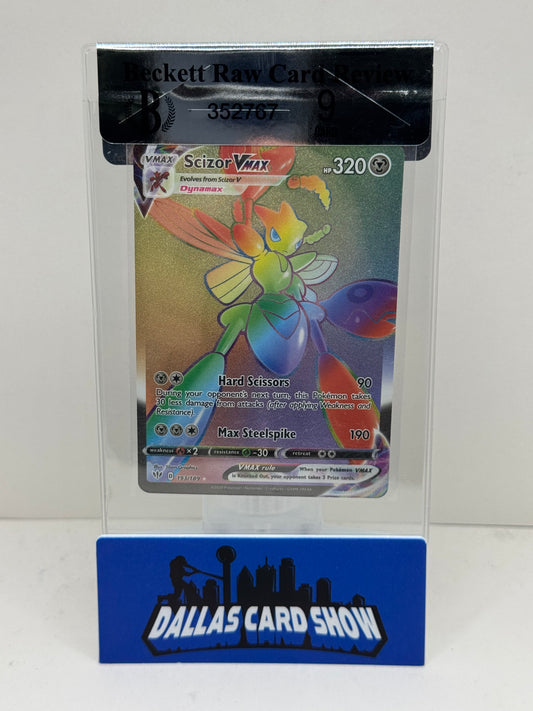 Beckett Raw Card Review
B 352767 9
VMAX Scizor VMAX HP 320
Evolves from Scizor V
Dynamax
Hard Scissors 90
During your opponent's next turn, this Pokémon takes
30 less damage from attacks (after applying Weakness and
Resistance).
Max Steelspike 190
weakness ×2 resistance -30 retreat
VMAX rule
When your Pokémon VMAX
is Knocked Out, your opponent takes 3 Prize cards.
193/189
DALLAS CARD SHOW